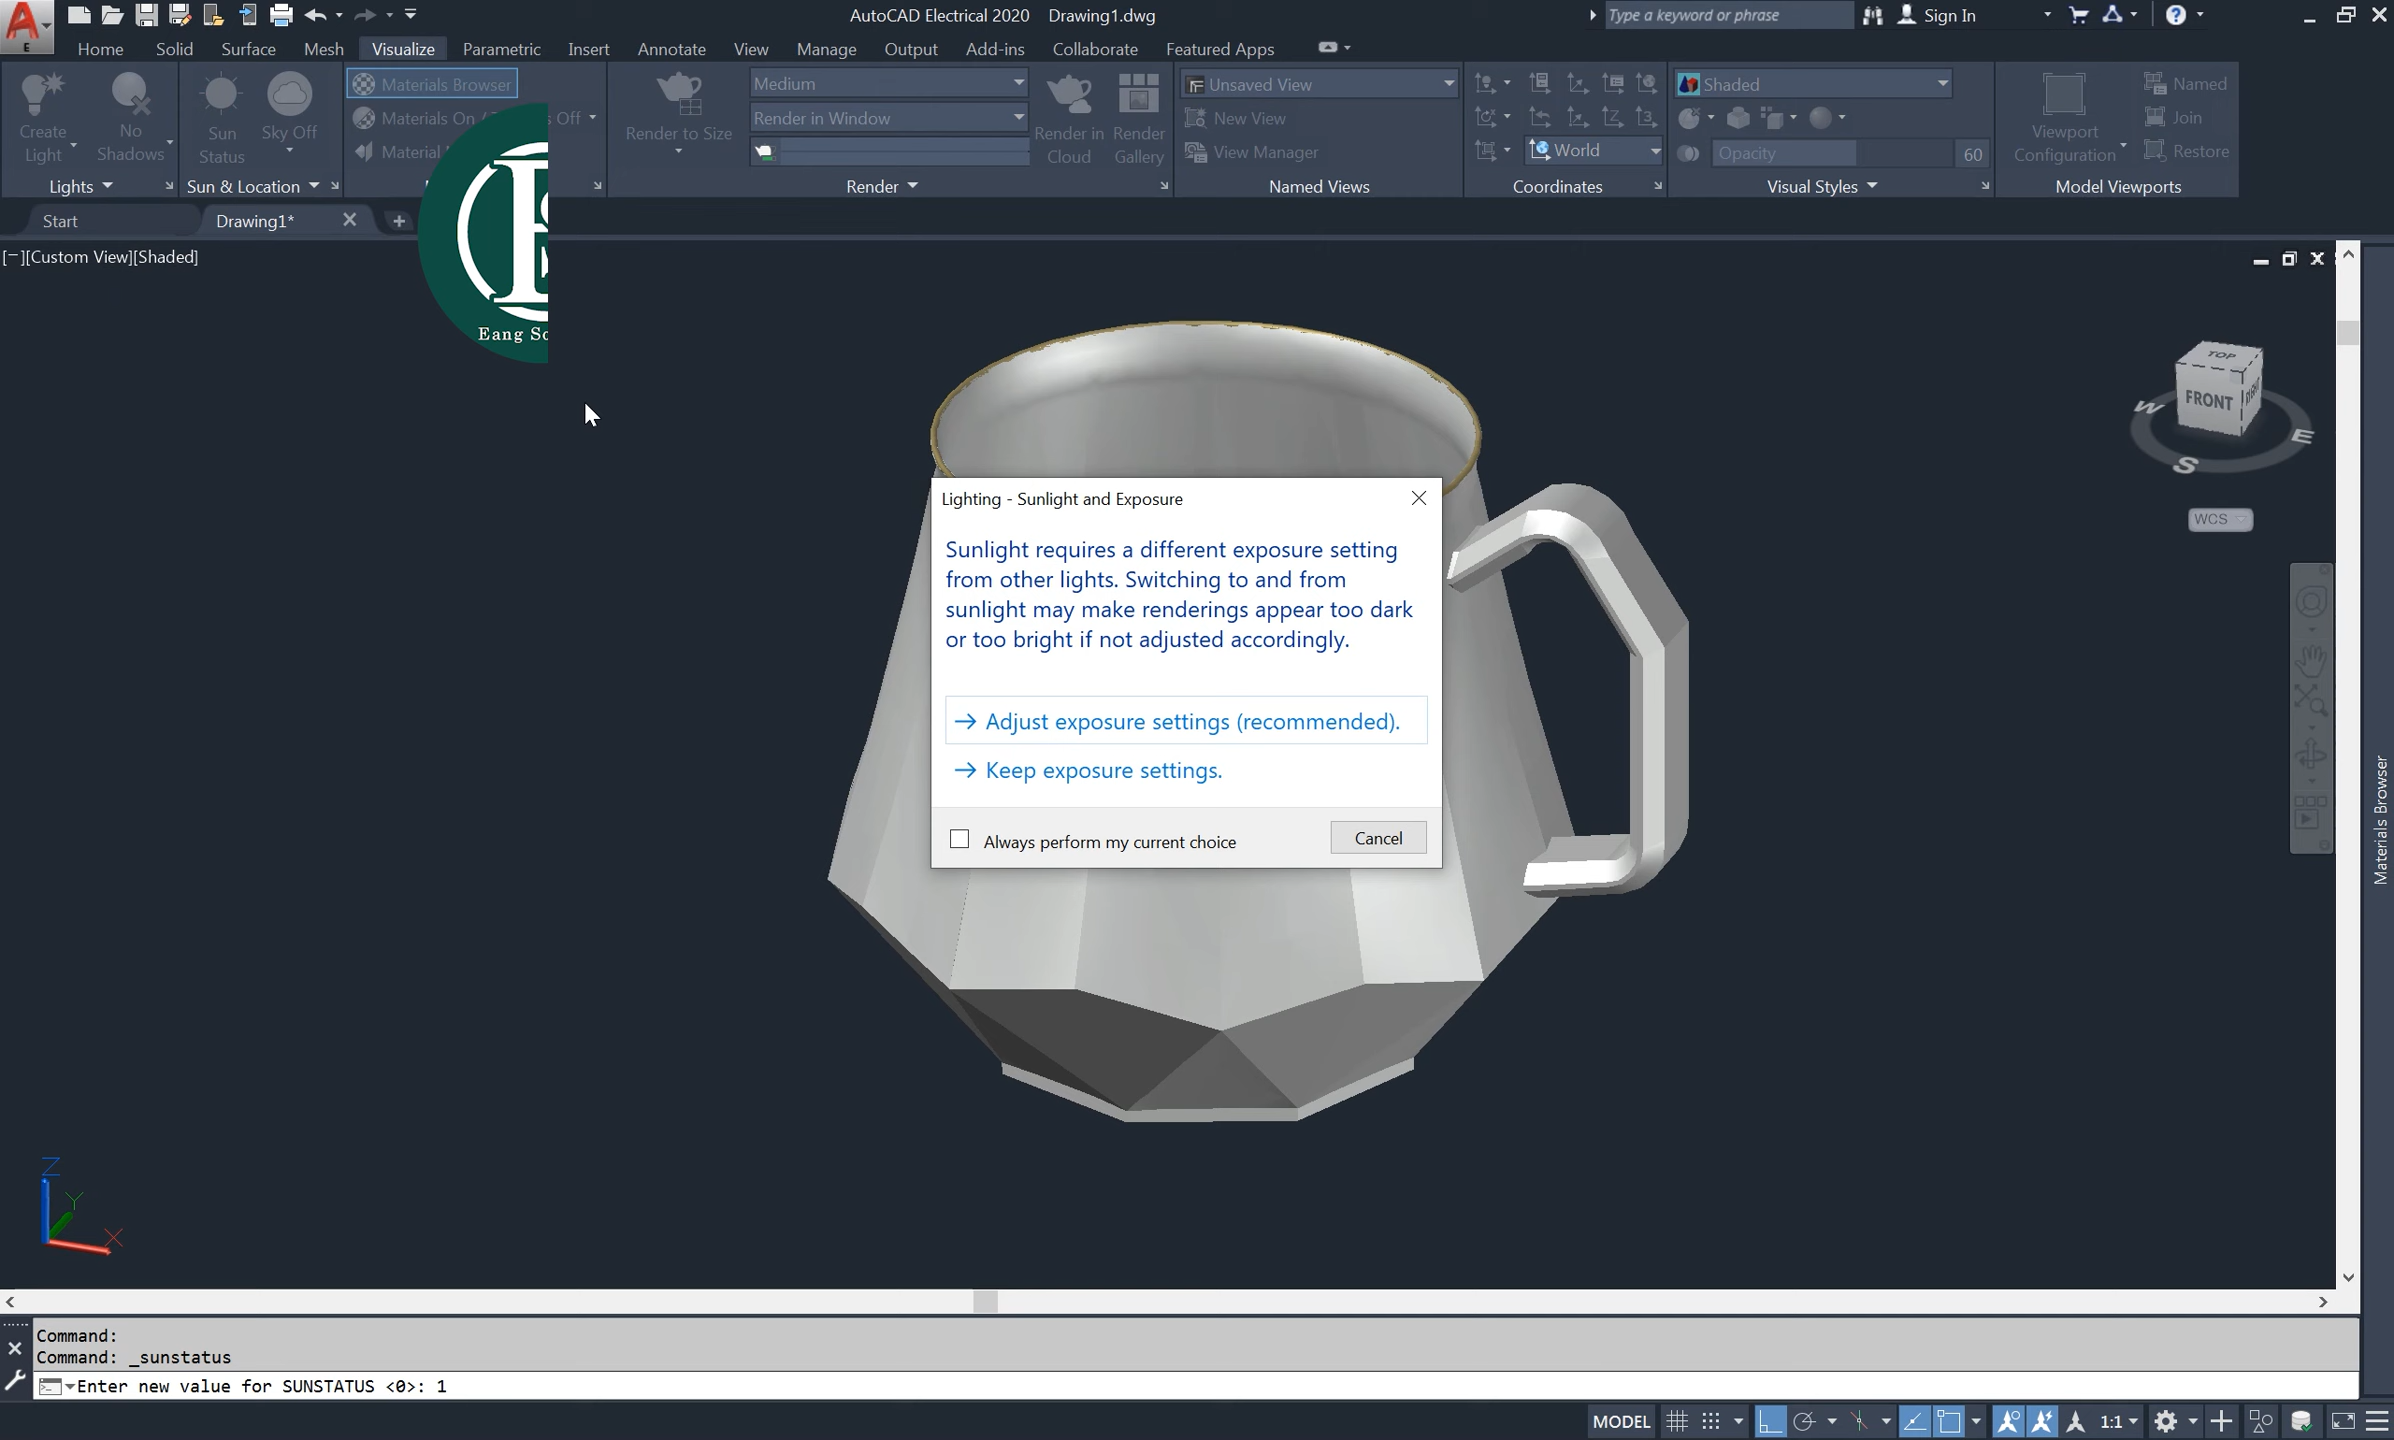 AutoCAD Electrical 2020 Drawing1.dwg
Type a keyword or phrase
Sign In
Home Solid Surface Mesh Visualize Parametric Insert Annotate View Manage Output Add-ins Collaborate Featured Apps
Create
Light
No
Shadows
Lights
Sun
Status
Sky Off
Sun & Location
Materials Browser
Materials On / Off
Material
Render to Size
Medium
Render in Window
Render in
Cloud
Render
Gallery
Render
Unsaved View
New View
View Manager
Named Views
World
Coordinates
Shaded
Opacity 60
Visual Styles
Viewport
Configuration
Named
Join
Restore
Model Viewports
Start Drawing1*
Eang
[−][Custom View][Shaded]
TOP
FRONT
W
S
E
WCS
Lighting - Sunlight and Exposure
Sunlight requires a different exposure setting
from other lights. Switching to and from
sunlight may make renderings appear too dark
or too bright if not adjusted accordingly.
Adjust exposure settings (recommended).
Keep exposure settings.
Always perform my current choice
Cancel
Materials Browser
Z
Y
X
Command:
Command: _sunstatus
Enter new value for SUNSTATUS <0>: 1
MODEL
1:1